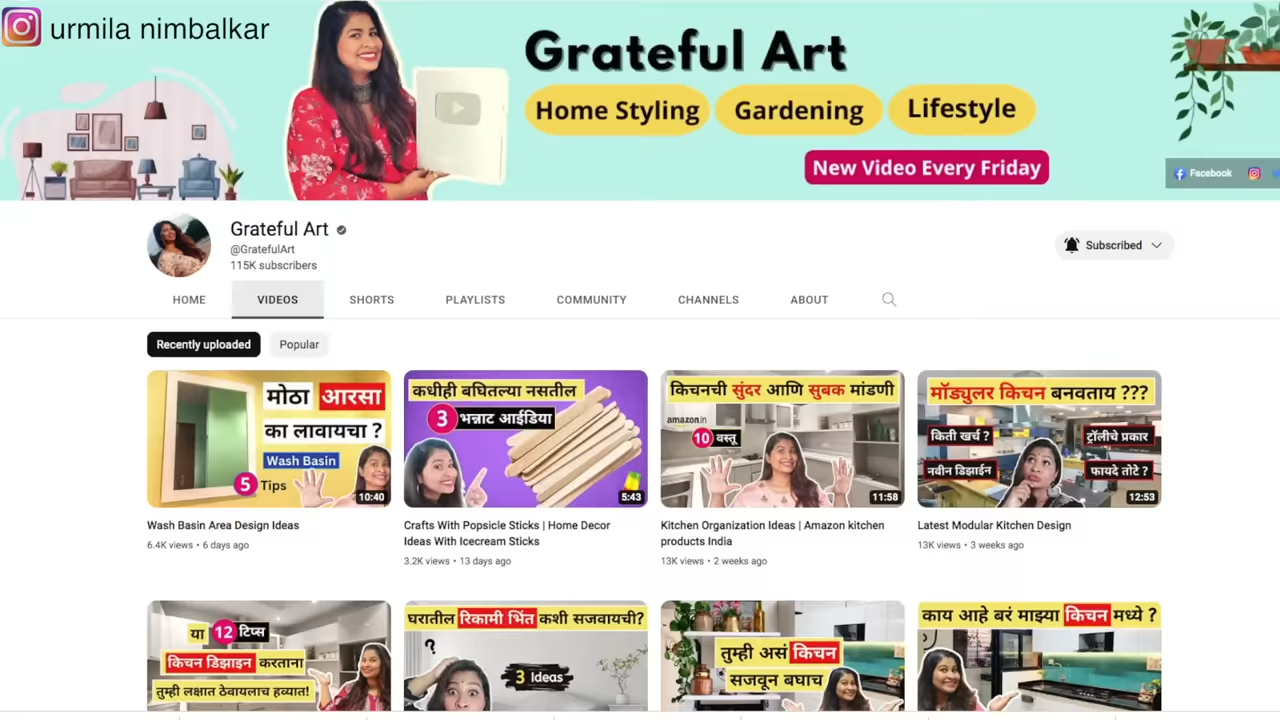 urmila nimbalkar
Grateful Art
Home Styling
Gardening
Lifestyle
New Video Every Friday
Facebook
Grateful Art
@GratefulArt
115K subscribers
Subscribed
HOME
VIDEOS
SHORTS
PLAYLISTS
COMMUNITY
CHANNELS
ABOUT
Recently uploaded
Popular
मोठा आरसा
का लावायचा ?
Wash Basin
5 Tips
10:40
कधीही बघितल्या नसतील
3 भन्नाट आईडिया
5:43
किचनची सुंदर आणि सुबक मांडणी
amazon.in
10 वस्तू
11:58
मॉड्युलर किचन बनवताय ???
किती खर्च ?
ट्रॉलीचे प्रकार
नवीन डिझाईन
फायदे तोटे ?
12:53
Wash Basin Area Design Ideas
6.4K views • 6 days ago
Crafts With Popsicle Sticks | Home Decor
Ideas With Icecream Sticks
3.2K views • 13 days ago
Kitchen Organization Ideas | Amazon kitchen
products India
13K views • 2 weeks ago
Latest Modular Kitchen Design
13K views • 3 weeks ago
या 12 टिप्स
किचन डिझाइन करताना
तुम्ही लक्षात ठेवायलाच हव्यात!
घरातील रिकामी भिंत कशी सजवायची?
?
3 Ideas
तुम्ही असं किचन
सजवून बघाच
काय आहे बरं माझ्या किचन मध्ये ?